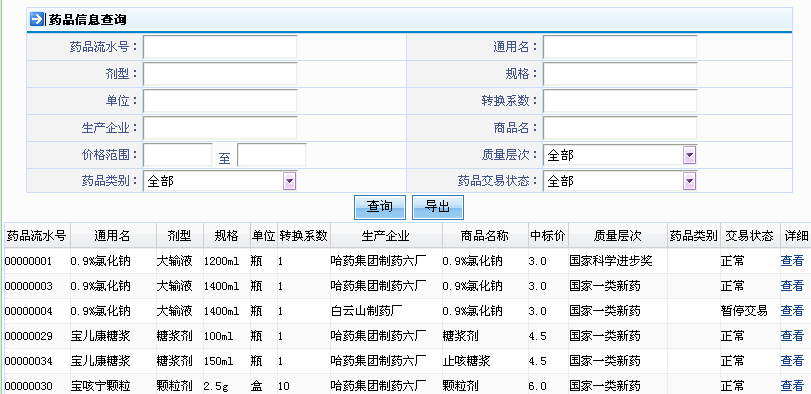 药品信息查询
药品流水号： 通用名：
剂型： 规格：
单位： 转换系数：
生产企业： 商品名：
价格范围： 至 质量层次： 全部
药品类别： 全部 药品交易状态： 全部
查询 导出
药品流水号 通用名 剂型 规格 单位 转换系数 生产企业 商品名称 中标价 质量层次 药品类别 交易状态 详细
00000001 0.9%氯化钠 大输液 1200ml 瓶 1 哈药集团制药六厂 0.9%氯化钠 3.0 国家科学进步奖 正常 查看
00000003 0.9%氯化钠 大输液 1400ml 瓶 1 哈药集团制药六厂 0.9%氯化钠 3.0 国家一类新药 正常 查看
00000004 0.9%氯化钠 大输液 1400ml 瓶 1 白云山制药厂 0.9%氯化钠 3.0 国家一类新药 暂停交易 查看
00000029 宝儿康糖浆 糖浆剂 100ml 瓶 1 哈药集团制药六厂 糖浆剂 4.5 国家一类新药 正常 查看
00000034 宝儿康糖浆 糖浆剂 150ml 瓶 1 哈药集团制药六厂 止咳糖浆 4.5 国家一类新药 正常 查看
00000030 宝咳宁颗粒 颗粒剂 2.5g 盒 10 哈药集团制药六厂 颗粒剂 6.0 国家一类新药 正常 查看